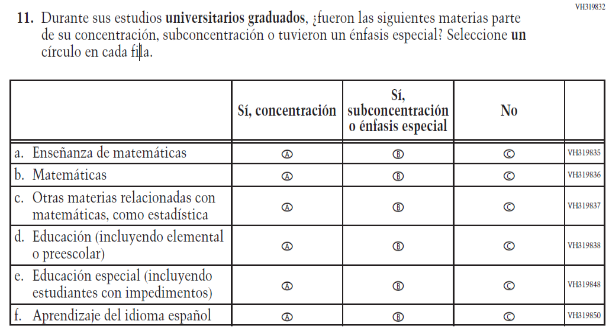 VH319832
11. Durante sus estudios universitarios graduados, ¿fueron las siguientes materias parte
de su concentración, subconcentración o tuvieron un énfasis especial? Seleccione un
círculo en cada fila.
Sí, concentración
Sí,
subconcentración
o énfasis especial
No
a. Enseñanza de matemáticas A B C VH319835
b. Matemáticas A B C VH319836
c. Otras materias relacionadas con
matemáticas, como estadística A B C VH319837
d. Educación (incluyendo elemental
o preescolar) A B C VH319838
e. Educación especial (incluyendo
estudiantes con impedimentos) A B C VH319848
f. Aprendizaje del idioma español A B C VH319850